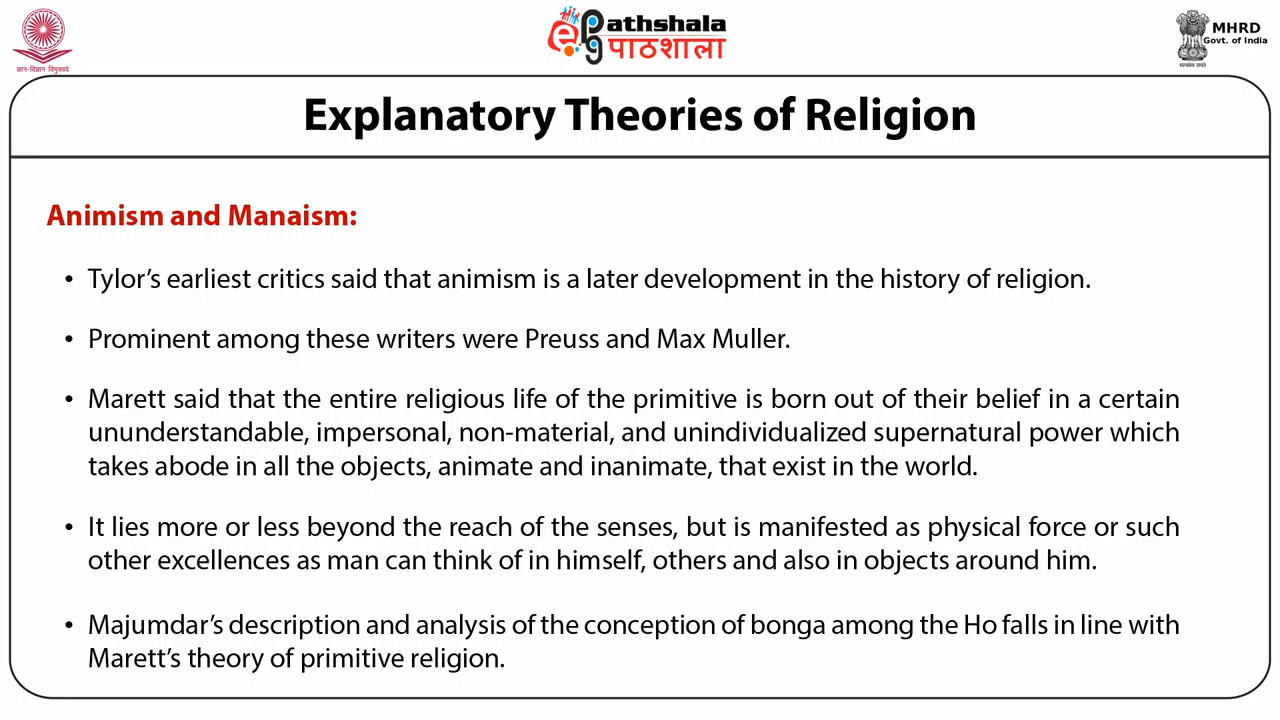 ज्ञान-विज्ञान विमुक्तये
ePathshala
पाठशाला
MHRD
Govt. of India
सत्यमेव जयते
Explanatory Theories of Religion
Animism and Manaism:
• Tylor’s earliest critics said that animism is a later development in the history of religion.
• Prominent among these writers were Preuss and Max Muller.
• Marett said that the entire religious life of the primitive is born out of their belief in a certain
ununderstandable, impersonal, non-material, and unindividualized supernatural power which
takes abode in all the objects, animate and inanimate, that exist in the world.
• It lies more or less beyond the reach of the senses, but is manifested as physical force or such
other excellences as man can think of in himself, others and also in objects around him.
• Majumdar’s description and analysis of the conception of bonga among the Ho falls in line with
Marett’s theory of primitive religion.